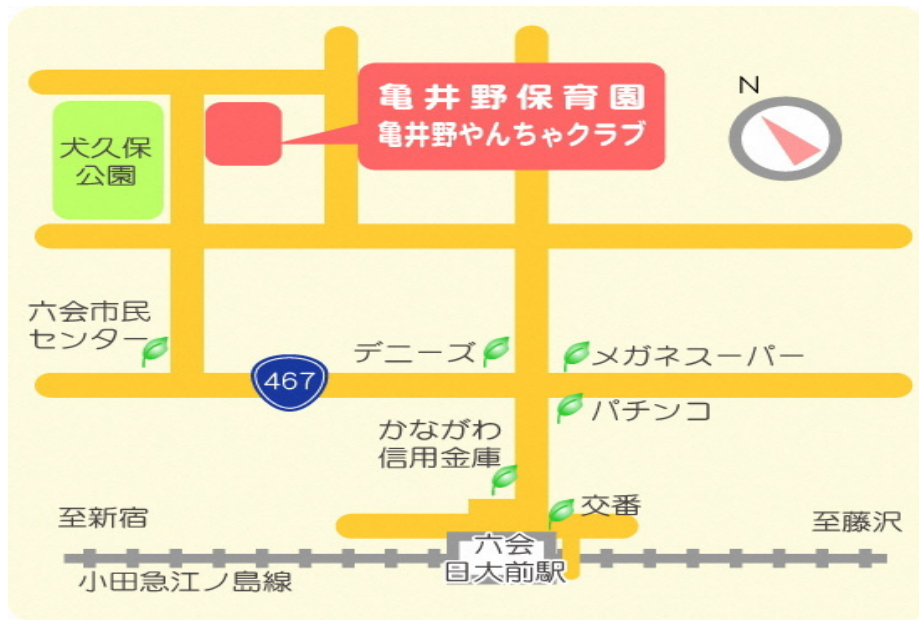 N
亀井野保育園
亀井野やんちゃクラブ
犬久保
公園
六会市民
センター
デニーズ
メガネスーパー
467
パチンコ
かながわ
信用金庫
交番
至新宿
至藤沢
六会
日大前駅
小田急江ノ島線